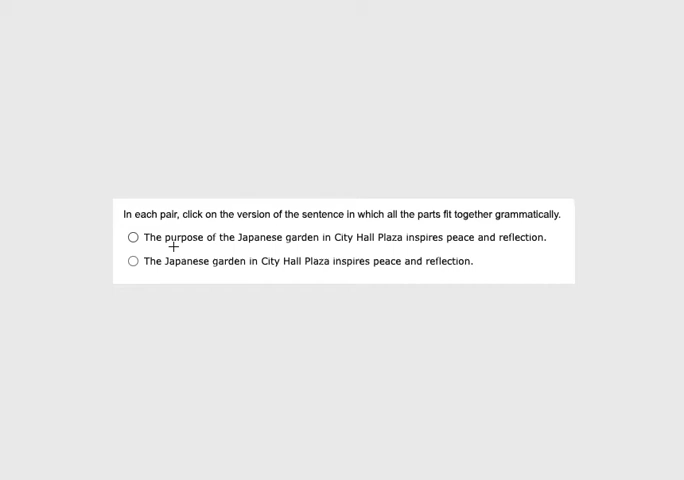 In each pair, click on the version of the sentence in which all the parts fit together grammatically.
The purpose of the Japanese garden in City Hall Plaza inspires peace and reflection.
The Japanese garden in City Hall Plaza inspires peace and reflection.